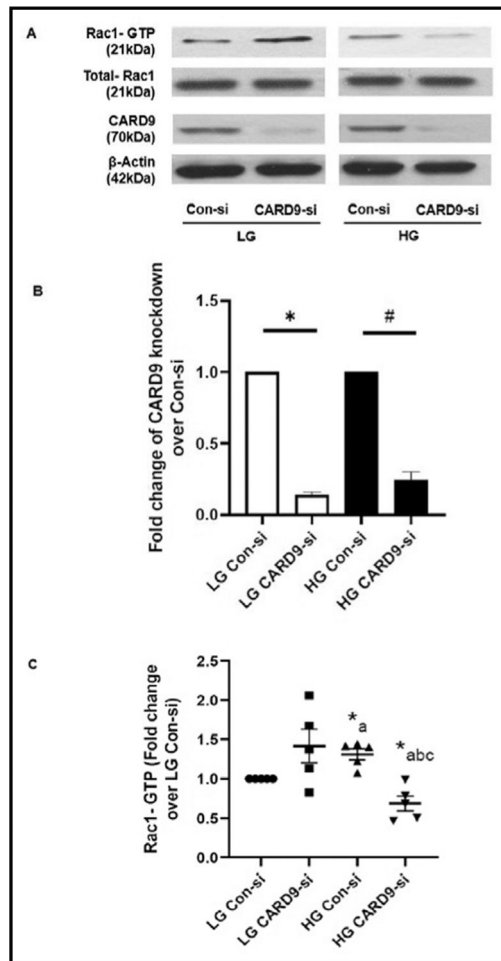 A
Rac1- GTP
(21kDa)
Total- Rac1
(21kDa)
CARD9
(70kDa)
β-Actin
(42kDa)
Con-si CARD9-si Con-si CARD9-si
LG HG
B
Fold change of CARD9 knockdown
over Con-si
1.5
1.0
0.5
0.0
* #
LG Con-si
LG CARD9-si
HG Con-si
HG CARD9-si
C
Rac1- GTP (Fold change
over LG Con-si)
2.5
2.0
1.5
1.0
0.5
0.0
*a
*abc
LG Con-si
LG CARD9-si
HG Con-si
HG CARD9-si